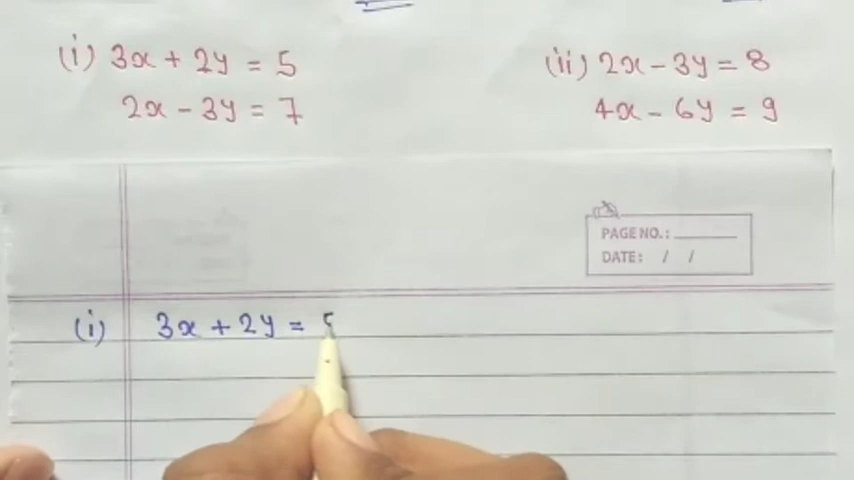 (i) 3x + 2y = 5
2x - 3y = 7
(ii) 2x - 3y = 8
4x - 6y = 9
PAGE NO.:
DATE: / /
(i) 3x + 2y = 5